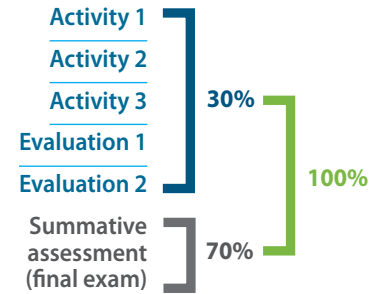 Activity 1
Activity 2
Activity 3
Evaluation 1
Evaluation 2
30%
Summative
assessment
(final exam)
70%
100%